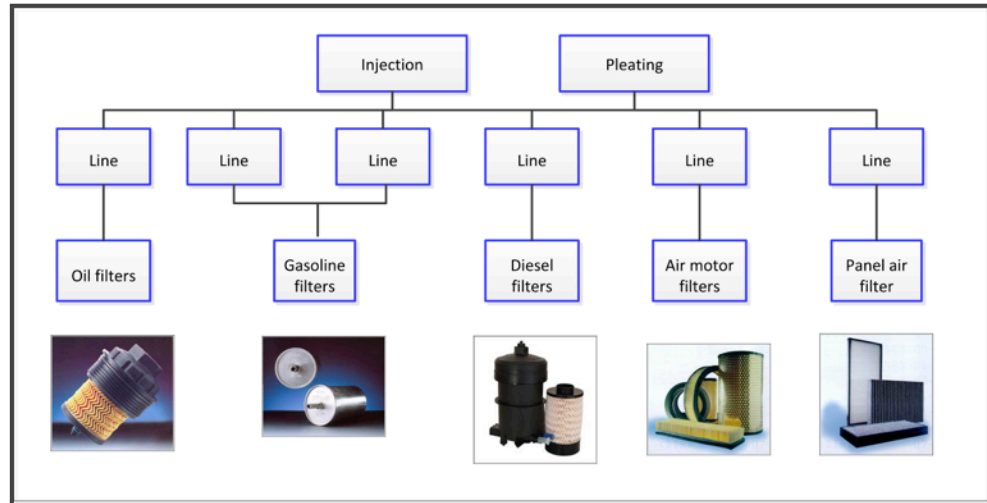 Injection
Pleating
Line
Line
Line
Line
Line
Line
Oil filters
Gasoline
filters
Diesel
filters
Air motor
filters
Panel air
filter